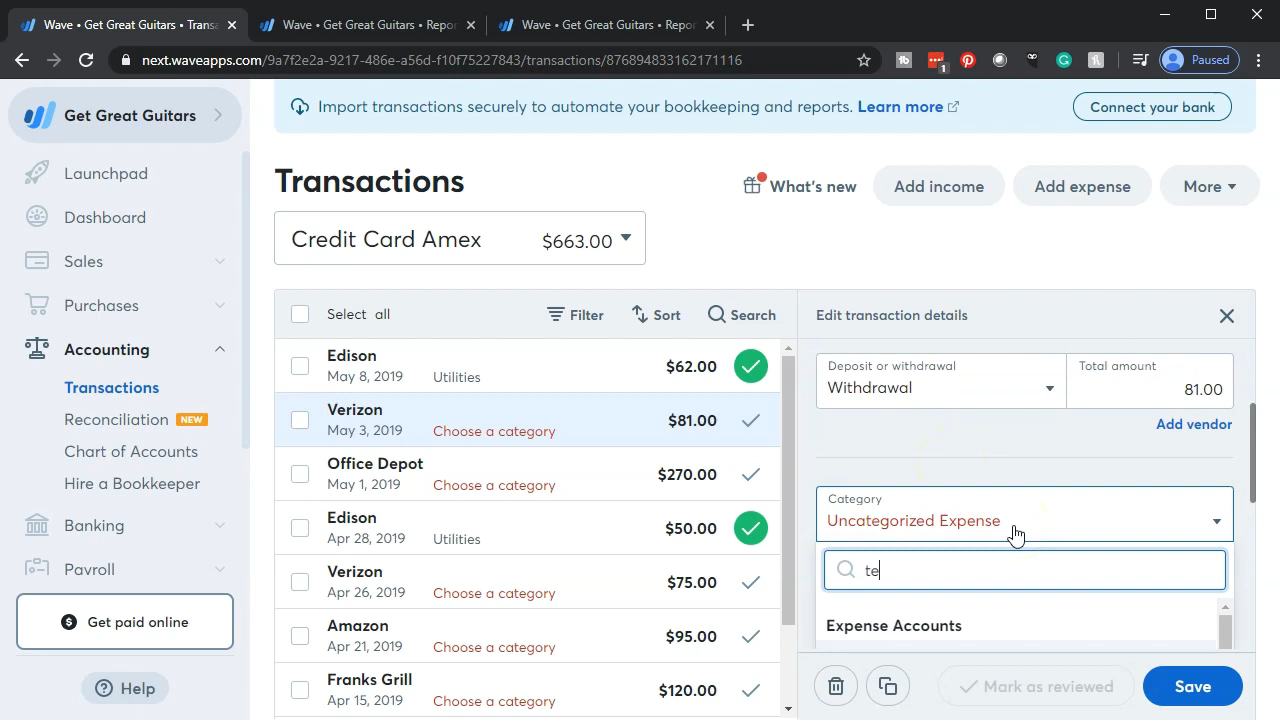 Wave • Get Great Guitars • Transa
Wave • Get Great Guitars • Repor
Wave • Get Great Guitars • Repor
next.waveapps.com/9a7f2e2a-9217-486e-a56d-f10f75227843/transactions/876894833162171116
1
Paused
Get Great Guitars
Import transactions securely to automate your bookkeeping and reports. Learn more
Connect your bank
Launchpad
Dashboard
Sales
Purchases
Accounting
Transactions
Reconciliation NEW
Chart of Accounts
Hire a Bookkeeper
Banking
Payroll
Get paid online
Help
Transactions
What's new
Add income
Add expense
More
Credit Card Amex $663.00
Select all
Filter
Sort
Search
Edison
May 8, 2019 Utilities $62.00
Verizon
May 3, 2019 Choose a category $81.00
Office Depot
May 1, 2019 Choose a category $270.00
Edison
Apr 28, 2019 Utilities $50.00
Verizon
Apr 26, 2019 Choose a category $75.00
Amazon
Apr 21, 2019 Choose a category $95.00
Franks Grill
Apr 15, 2019 Choose a category $120.00
Edit transaction details
Deposit or withdrawal
Withdrawal
Total amount
81.00
Add vendor
Category
Uncategorized Expense
te
Expense Accounts
Mark as reviewed
Save